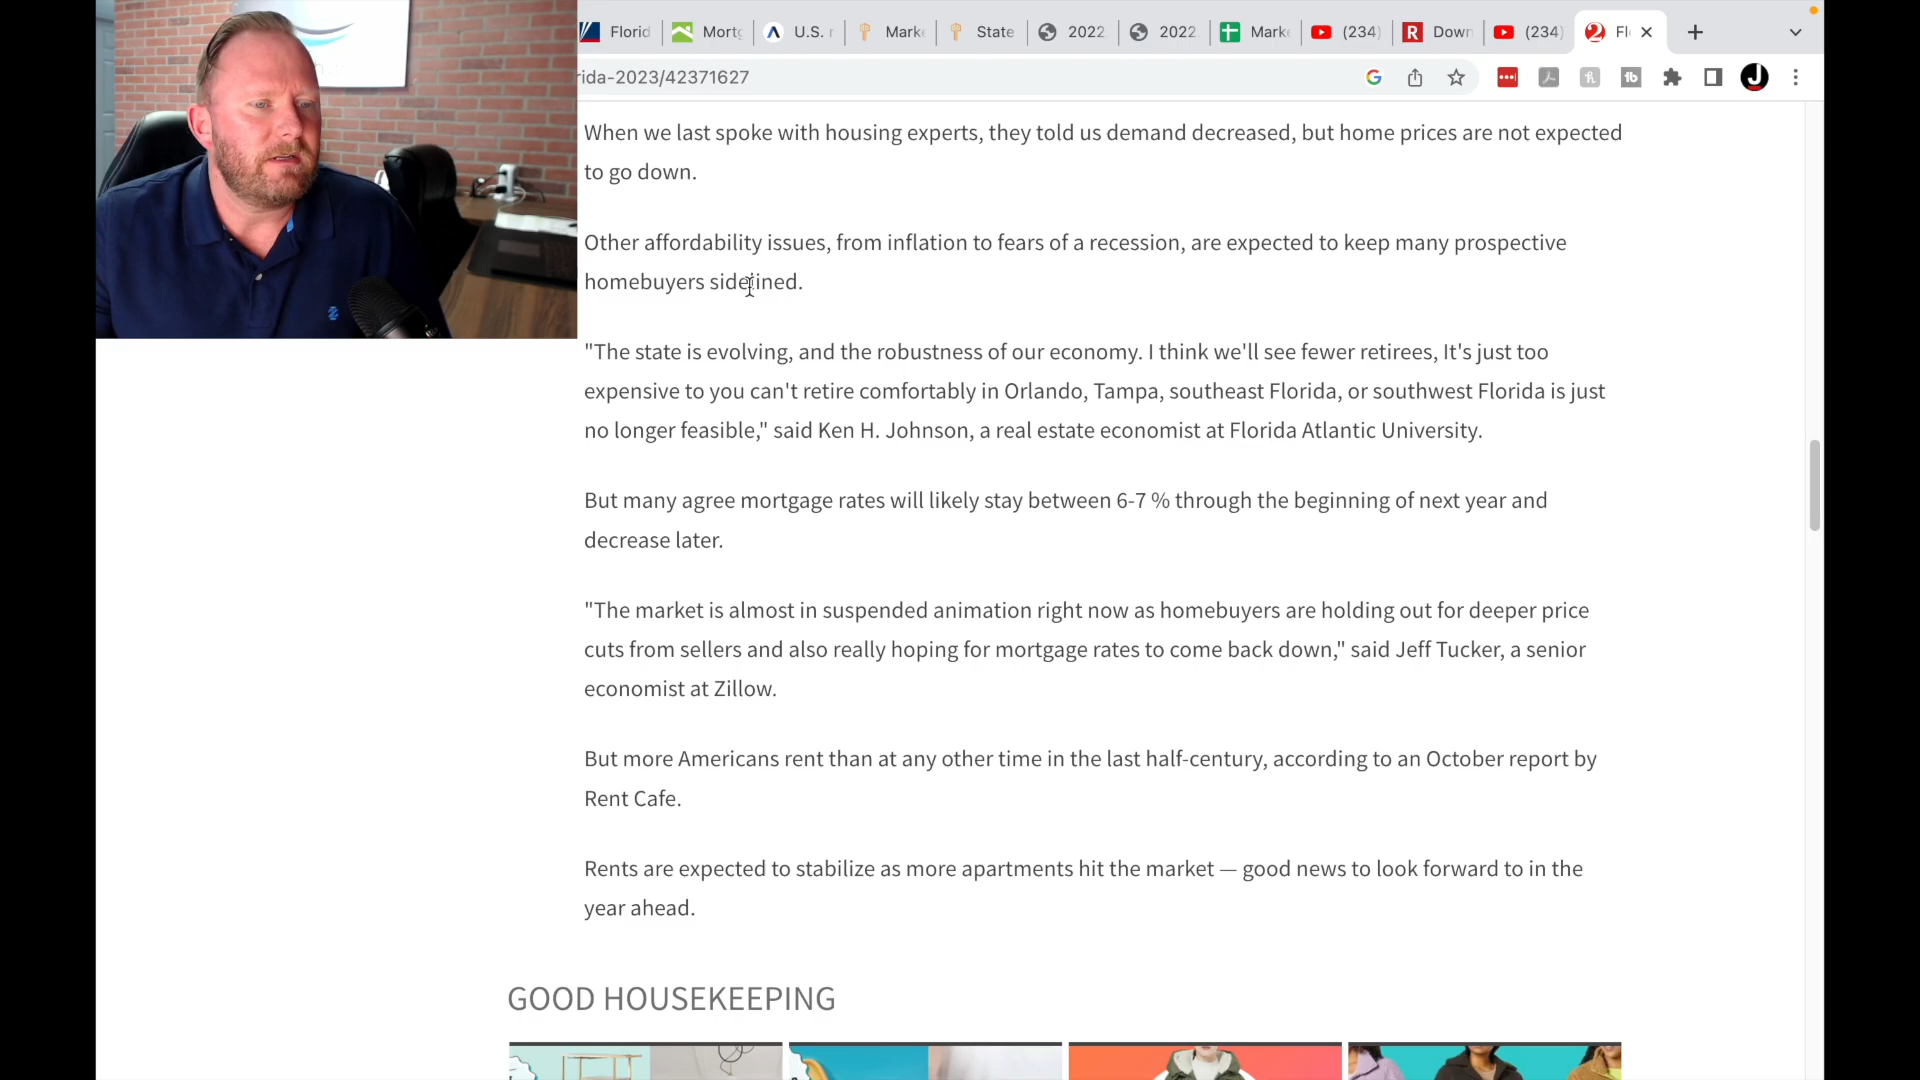 Florid
Mortg
U.S. r
Marke
State
2022
2022
Marke
(234)
Down
(234)
Fl
rida-2023/42371627
When we last spoke with housing experts, they told us demand decreased, but home prices are not expected
to go down.
Other affordability issues, from inflation to fears of a recession, are expected to keep many prospective
homebuyers sidelined.
"The state is evolving, and the robustness of our economy. I think we'll see fewer retirees, It's just too
expensive to you can't retire comfortably in Orlando, Tampa, southeast Florida, or southwest Florida is just
no longer feasible," said Ken H. Johnson, a real estate economist at Florida Atlantic University.
But many agree mortgage rates will likely stay between 6-7 % through the beginning of next year and
decrease later.
"The market is almost in suspended animation right now as homebuyers are holding out for deeper price
cuts from sellers and also really hoping for mortgage rates to come back down," said Jeff Tucker, a senior
economist at Zillow.
But more Americans rent than at any other time in the last half-century, according to an October report by
Rent Cafe.
Rents are expected to stabilize as more apartments hit the market — good news to look forward to in the
year ahead.
GOOD HOUSEKEEPING